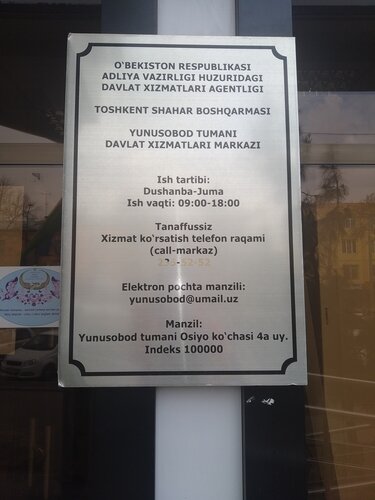 O‘BEKISTON RESPUBLIKASI
ADLIYA VAZIRLIGI HUZURIDAGI
DAVLAT XIZMATLARI AGENTLIGI
TOSHKENT SHAHAR BOSHQARMASI
YUNUSOBOD TUMANI
DAVLAT XIZMATLARI MARKAZI
Ish tartibi:
Dushanba-Juma
Ish vaqti: 09:00-18:00
Tanaffussiz
Xizmat ko‘rsatish telefon raqami
(call-markaz)
Elektron pochta manzili:
yunusobod@umail.uz
Manzil:
Yunusobod tumani Osiyo ko‘chasi 4a uy.
Indeks 100000